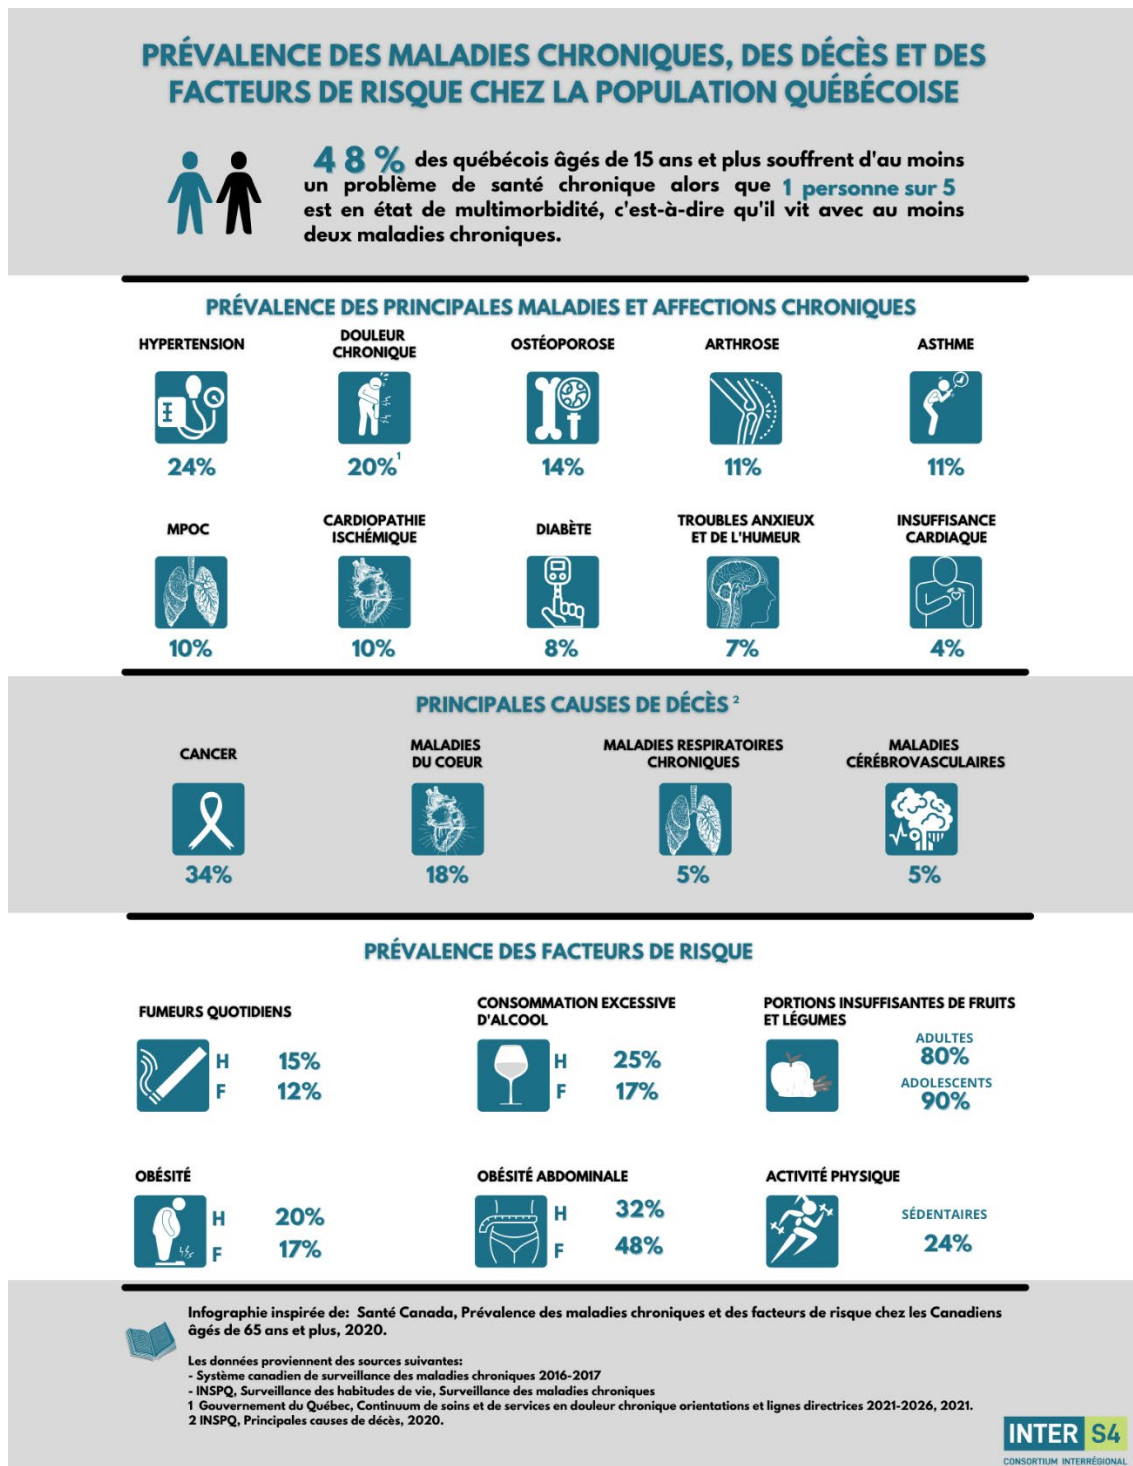 PRÉVALENCE DES MALADIES CHRONIQUES, DES DÉCÈS ET DES
FACTEURS DE RISQUE CHEZ LA POPULATION QUÉBÉCOISE
48% des québécois âgés de 15 ans et plus souffrent d'au moins
un problème de santé chronique alors que 1 personne sur 5
est en état de multimorbidité, c'est-à-dire qu'il vit avec au moins
deux maladies chroniques.
PRÉVALENCE DES PRINCIPALES MALADIES ET AFFECTIONS CHRONIQUES
HYPERTENSION
24%
DOULEUR
CHRONIQUE
20%¹
OSTÉOPOROSE
14%
ARTHROSE
11%
ASTHME
11%
MPOC
10%
CARDIOPATHIE
ISCHÉMIQUE
10%
DIABÈTE
8%
TROUBLES ANXIEUX
ET DE L'HUMEUR
7%
INSUFFISANCE
CARDIAQUE
4%
PRINCIPALES CAUSES DE DÉCÈS ²
CANCER
34%
MALADIES
DU COEUR
18%
MALADIES RESPIRATOIRES
CHRONIQUES
5%
MALADIES
CÉRÉBROVASCULAIRES
5%
PRÉVALENCE DES FACTEURS DE RISQUE
FUMEURS QUOTIDIENS
H 15%
F 12%
CONSOMMATION EXCESSIVE
D'ALCOOL
H 25%
F 17%
PORTIONS INSUFFISANTES DE FRUITS
ET LÉGUMES
ADULTES
80%
ADOLESCENTS
90%
OBÉSITÉ
H 20%
F 17%
OBÉSITÉ ABDOMINALE
H 32%
F 48%
ACTIVITÉ PHYSIQUE
SÉDENTAIRES
24%
Infographie inspirée de: Santé Canada, Prévalence des maladies chroniques et des facteurs de risque chez les Canadiens
âgés de 65 ans et plus, 2020.
Les données proviennent des sources suivantes:
- Système canadien de surveillance des maladies chroniques 2016-2017
- INSPQ, Surveillance des habitudes de vie, Surveillance des maladies chroniques
1 Gouvernement du Québec, Continuum de soins et de services en douleur chronique orientations et lignes directrices 2021-2026, 2021.
2 INSPQ, Principales causes de décès, 2020.
INTER S4
CONSORTIUM INTERRÉGIONAL